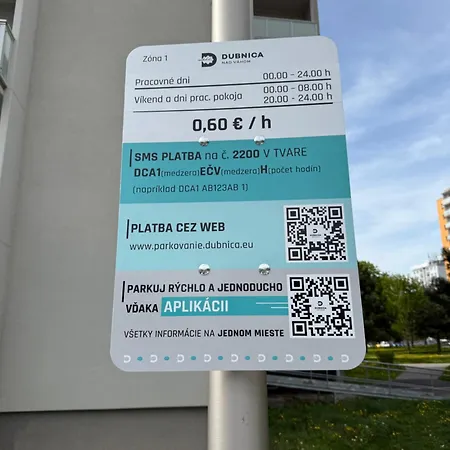 Zóna 1
DUBNICA
NAD VÁHOM
Pracovné dni 00.00 - 24.00 h
Víkend a dni prac. pokoja 00.00 - 08.00 h
20.00 - 24.00 h
0,60 € / h
SMS PLATBA na č. 2200 V TVARE
DCA1(medzera)EČV(medzera)H(počet hodín)
(napríklad DCA1 AB123AB 1)
PLATBA CEZ WEB
www.parkovanie.dubnica.eu
PARKUJ RÝCHLO A JEDNODUCHO
VĎAKA APLIKÁCII
VŠETKY INFORMÁCIE NA JEDNOM MIESTE